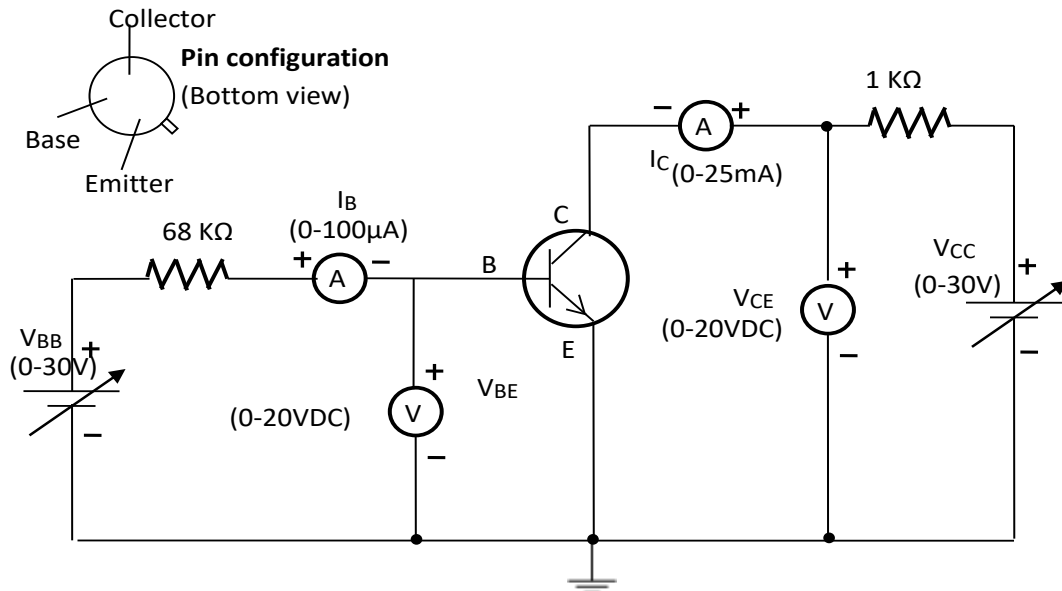 Collector
Pin configuration
(Bottom view)
Base
Emitter
1 KΩ
− A +
IC
(0-25mA)
IB
(0-100µA)
68 KΩ
+ A −
B
C
E
VCC
(0-30V)
+
−
VCE
(0-20VDC)
+
V
−
VBB
(0-30V)
+
−
VBE
(0-20VDC)
+
V
−